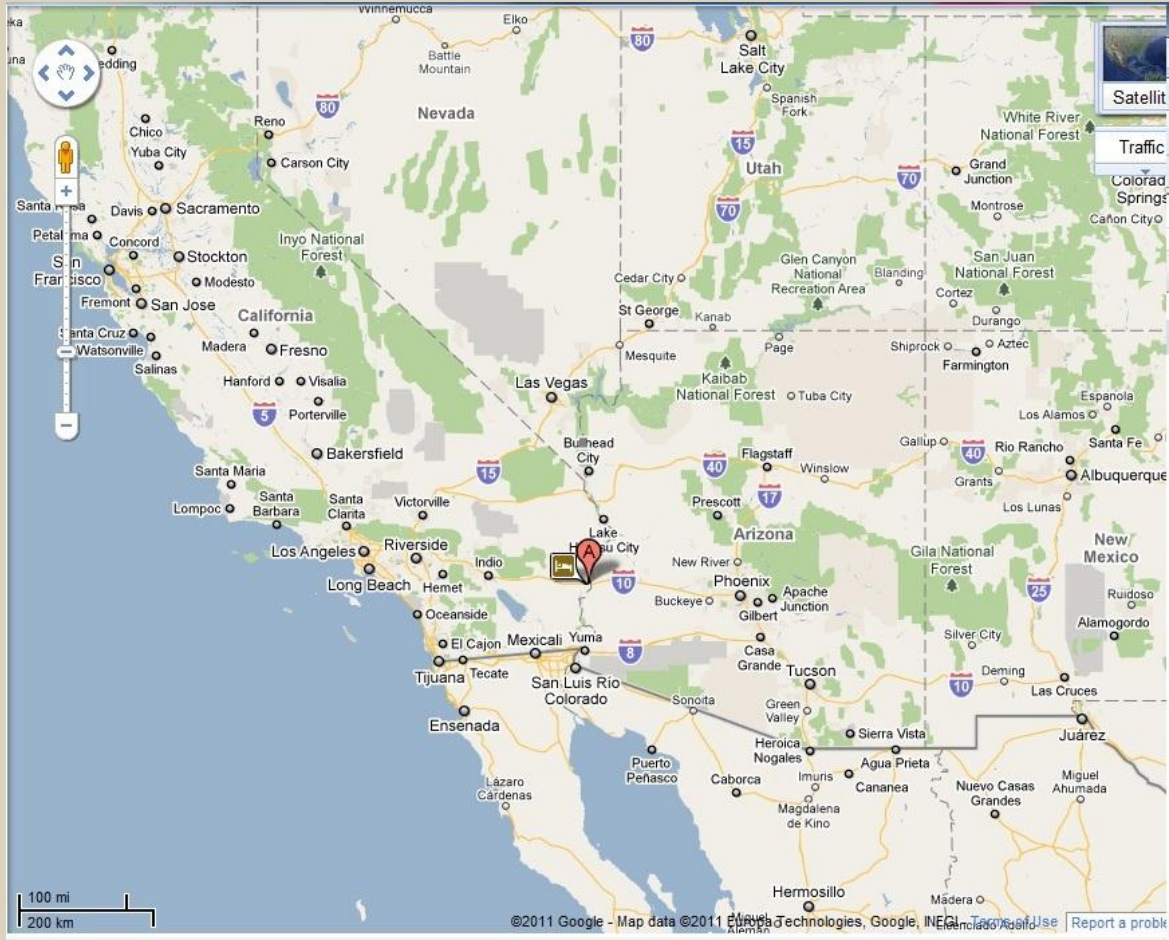 Winnemucca
Elko
80
Salt
Lake City
Battle
Mountain
Satellit
Spanish
Fork
80
Nevada
White River
National Forest
Chico
Reno
15
Traffic
Yuba City
Carson City
Utah
70
Grand
Junction
Colorad
Springs
70
Montrose
Davis
Sacramento
Cañon City
Concord
Inyo National
Forest
Stockton
San Juan
National Forest
Glen Canyon
National
Recreation Area
Blanding
Modesto
Cedar City
Cortez
Fremont
San Jose
St George
Kanab
Durango
California
Watsonville
Madera
Fresno
Mesquite
Page
Shiprock
Aztec
Farmington
Salinas
Kaibab
National Forest
Hanford
Visalia
Las Vegas
Tuba City
Espanola
5
Porterville
Los Alamos
Bullhead
City
Gallup
40
Rio Rancho
Santa Fe
Bakersfield
15
40
Flagstaff
Winslow
Grants
Albuquerque
Santa Maria
17
Lompoc
Santa
Barbara
Santa
Clarita
Victorville
Prescott
Los Lunas
Lake
City
Arizona
Gila National
Forest
New
Mexico
Los Angeles
Riverside
Indio
A
New River
Long Beach
Hemet
10
Phoenix
Apache
Junction
25
Ruidoso
Buckeye
Gilbert
Oceanside
Alamogordo
El Cajon
Mexicali
Yuma
8
Casa
Grande
Silver City
Tijuana
Tecate
San Luis Río
Colorado
Tucson
10
Deming
Las Cruces
Sonoita
Green
Valley
Ensenada
Sierra Vista
Juárez
Heroica
Nogales
Agua Prieta
Puerto
Peñasco
Lázaro
Cárdenas
Caborca
Imuris
Cananea
Nuevo Casas
Grandes
Miguel
Ahumada
Magdalena
de Kino
100 mi
200 km
Hermosillo
Madera
©2011 Google - Map data ©2011 Europa Technologies, Google, INEGI - Terms of Use
Report a proble